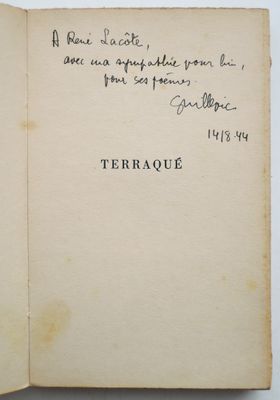 A René Lacôte,
avec ma sympathie pour lui,
pour ses poèmes.
Guillevic
14/8.44
TERRAQUÉ